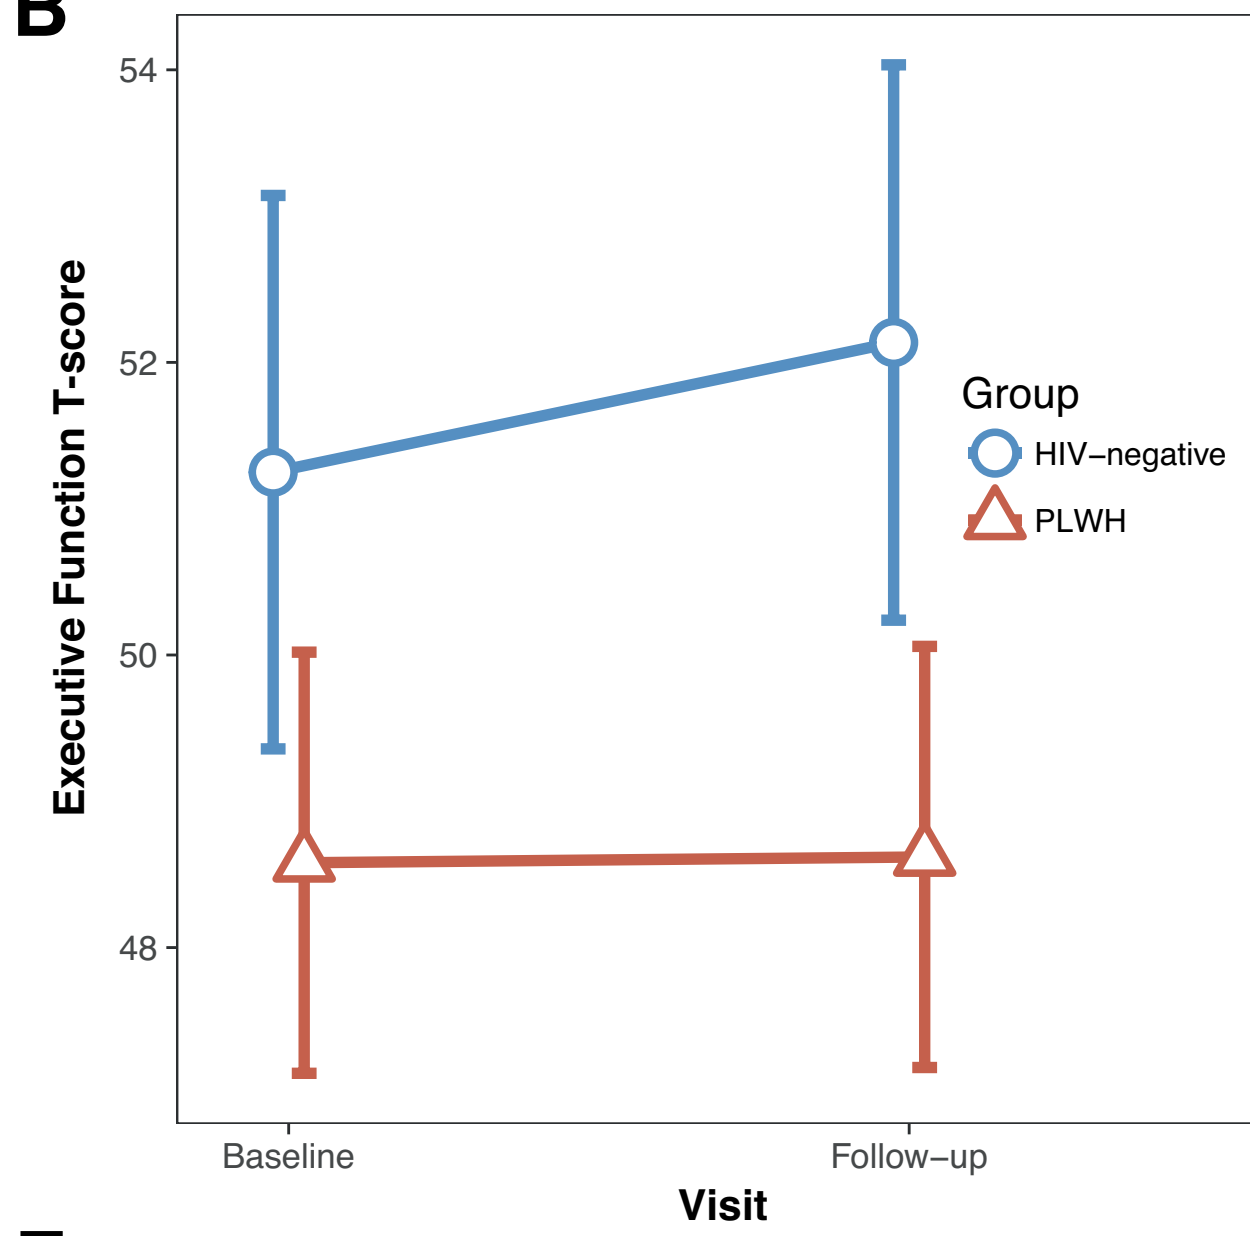 B
54
52
50
48
Executive Function T-score
Group
HIV−negative
PLWH
Baseline
Follow−up
Visit